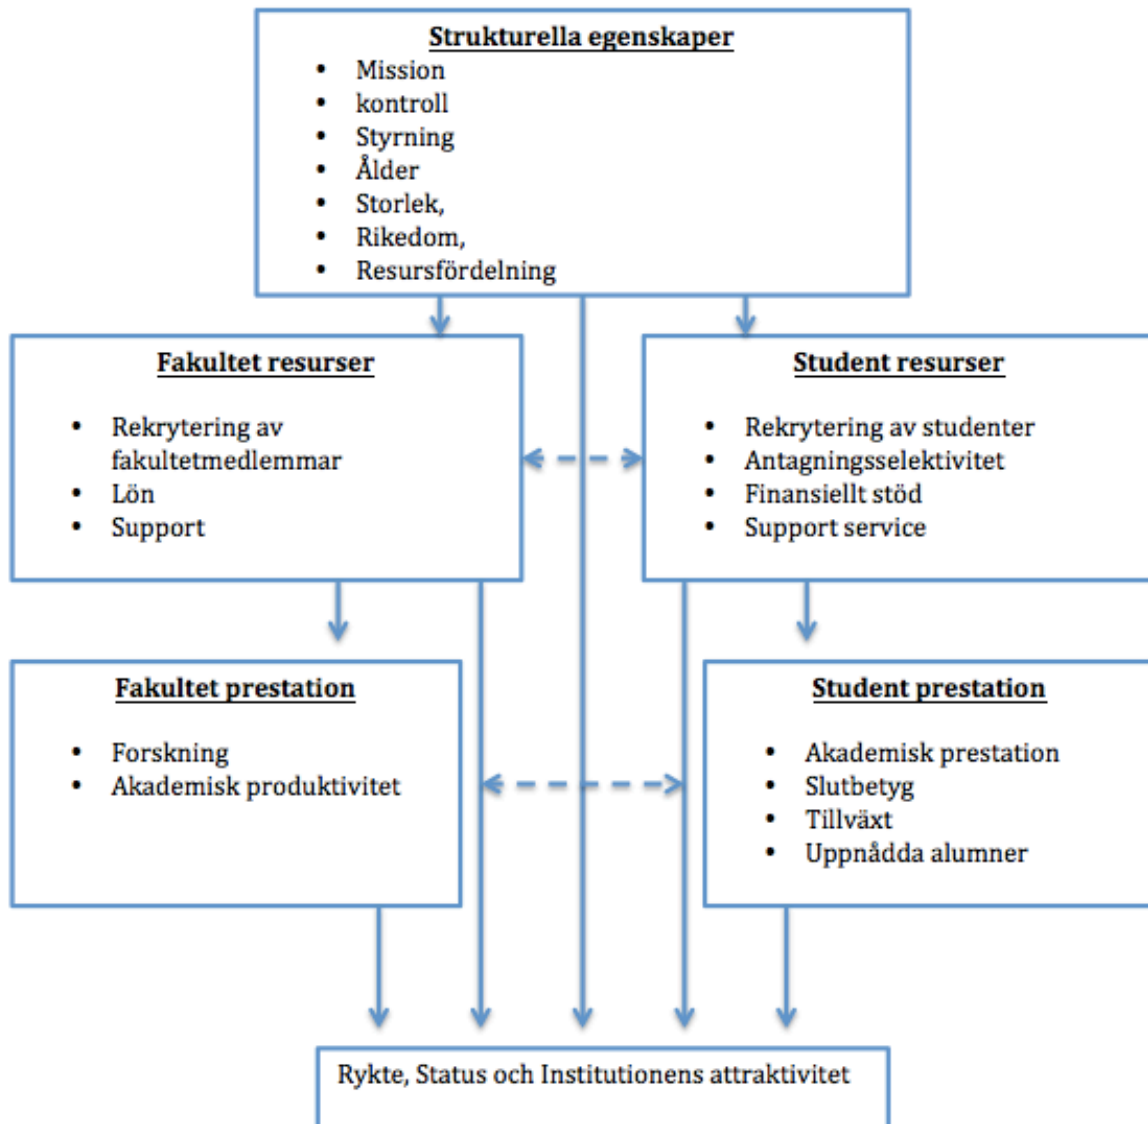 Strukturella egenskaper
• Mission
• kontroll
• Styrning
• Ålder
• Storlek,
• Rikedom,
• Resursfördelning
Fakultet resurser
• Rekrytering av
fakultetmedlemmar
• Lön
• Support
Student resurser
• Rekrytering av studenter
• Antagningsselektivitet
• Finansiellt stöd
• Support service
Fakultet prestation
• Forskning
• Akademisk produktivitet
Student prestation
• Akademisk prestation
• Slutbetyg
• Tillväxt
• Uppnådda alumner
Rykte, Status och Institutionens attraktivitet